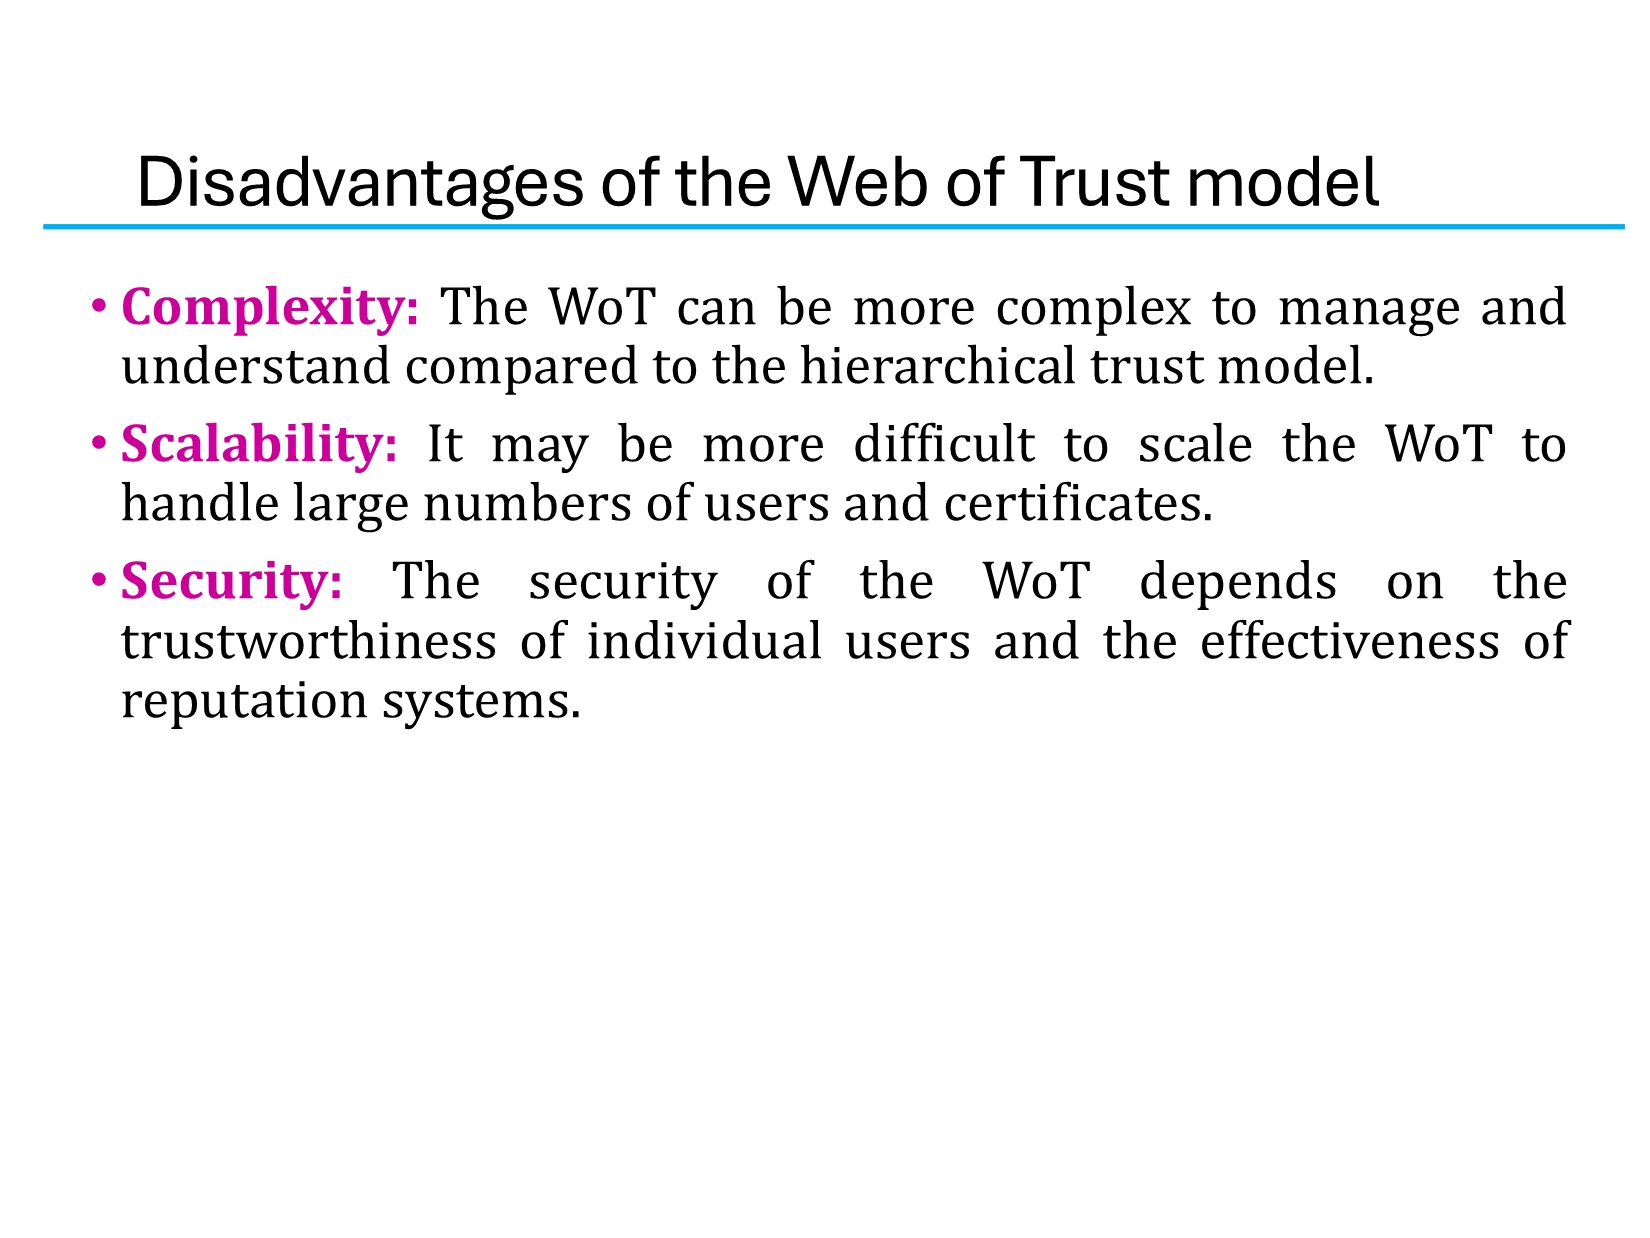 Disadvantages of the Web of Trust model
• Complexity: The WoT can be more complex to manage and
understand compared to the hierarchical trust model.
• Scalability: It may be more difficult to scale the WoT to
handle large numbers of users and certificates.
• Security: The security of the WoT depends on the
trustworthiness of individual users and the effectiveness of
reputation systems.